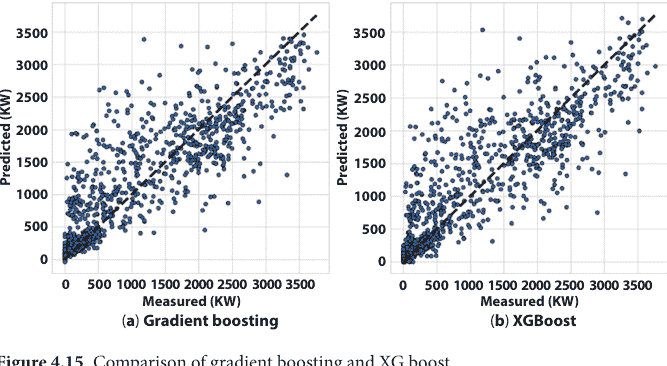 3500
3000
2500
2000
1500
1000
500
0
Predicted (KW)
0 500 1000 1500 2000 2500 3000 3500
Measured (KW)
(a) Gradient boosting
3500
3000
2500
2000
1500
1000
500
0
Predicted (KW)
0 500 1000 1500 2000 2500 3000 3500
Measured (KW)
(b) XGBoost
Figure 4.15 Comparison of gradient boosting and XG boost